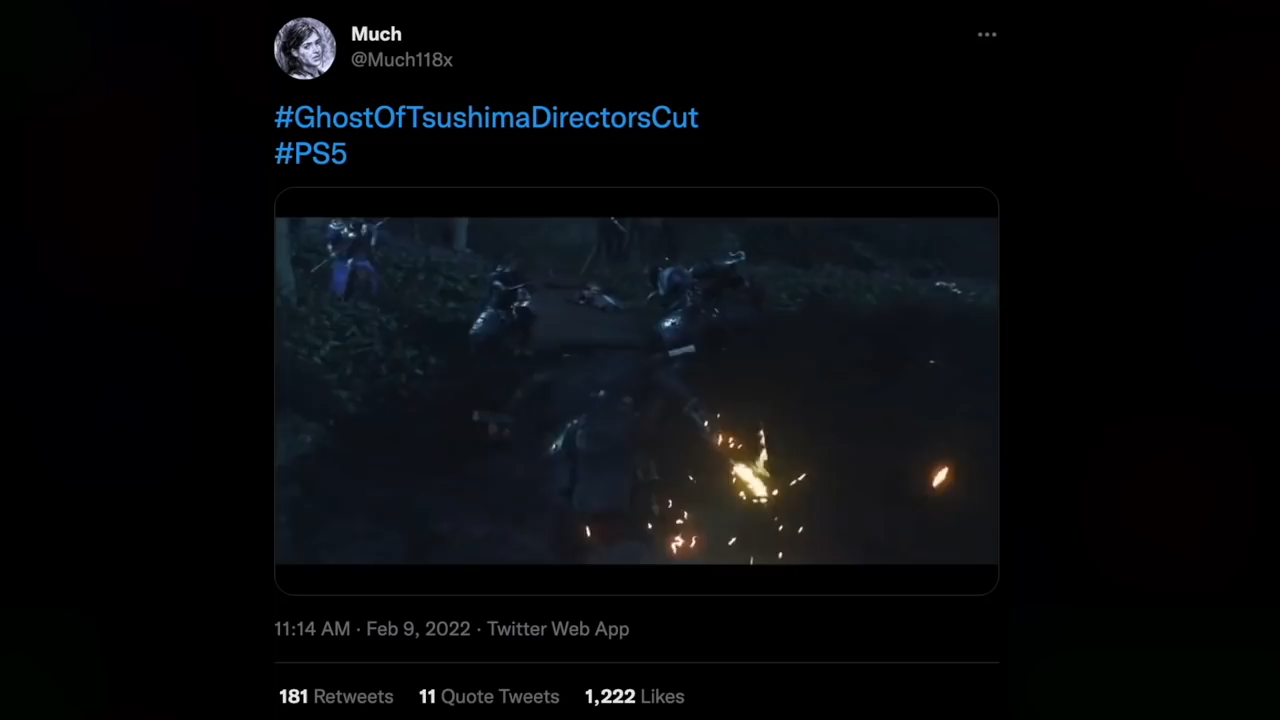 Much
@Much118x
#GhostOfTsushimaDirectorsCut
#PS5
11:14 AM · Feb 9, 2022 · Twitter Web App
181 Retweets 11 Quote Tweets 1,222 Likes